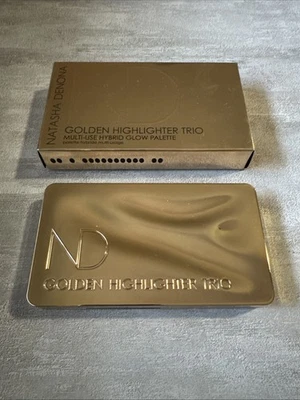 NATASHA DENONA
GOLDEN HIGHLIGHTER TRIO
MULTI-USE HYBRID GLOW PALETTE
ND
GOLDEN HIGHLIGHTER TRIO